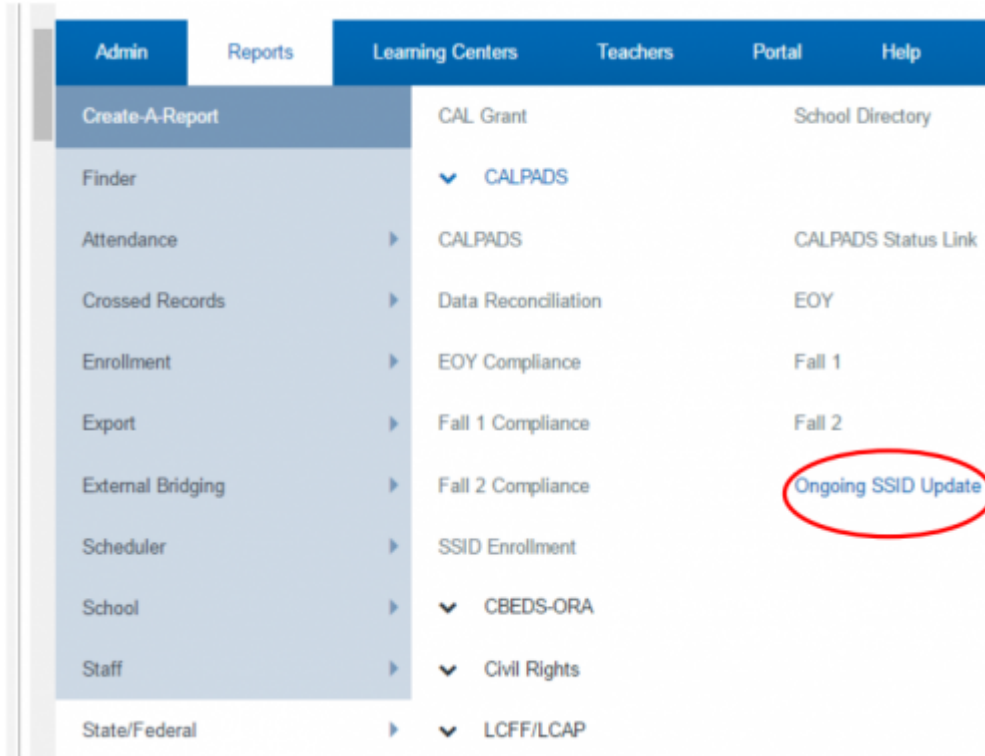 Admin Reports Learning Centers Teachers Portal Help
Create-A-Report CAL Grant School Directory
Finder CALPADS
Attendance CALPADS CALPADS Status Link
Crossed Records Data Reconciliation EOY
Enrollment EOY Compliance Fall 1
Export Fall 1 Compliance Fall 2
External Bridging Fall 2 Compliance Ongoing SSID Update
Scheduler SSID Enrollment
School CBEDS-ORA
Staff Civil Rights
State/Federal LCFF/LCAP